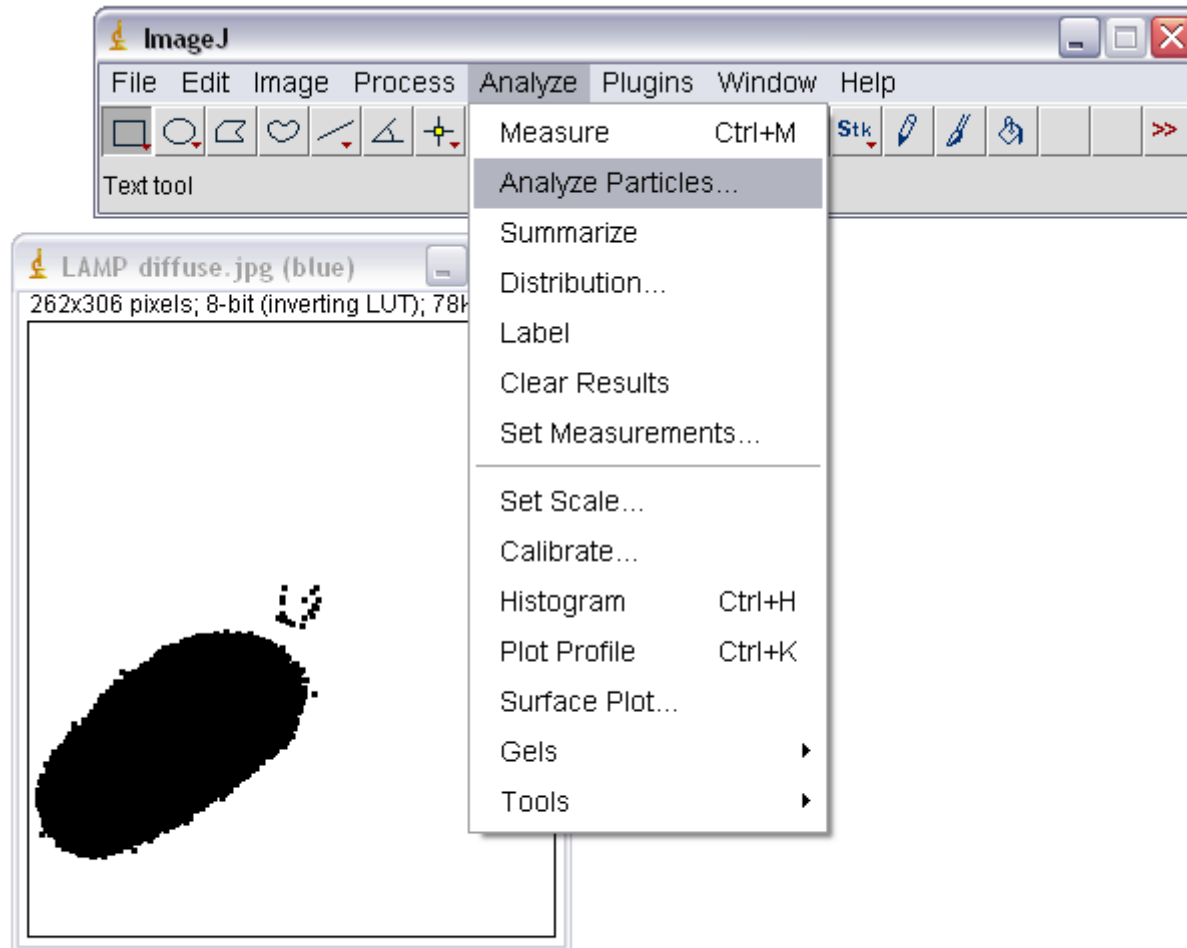 ImageJ
File Edit Image Process Analyze Plugins Window Help
Stk >>
Text tool
Measure Ctrl+M
Analyze Particles...
Summarize
Distribution...
Label
Clear Results
Set Measurements...
Set Scale...
Calibrate...
Histogram Ctrl+H
Plot Profile Ctrl+K
Surface Plot...
Gels
Tools
LAMP diffuse.jpg (blue)
262x306 pixels; 8-bit (inverting LUT);